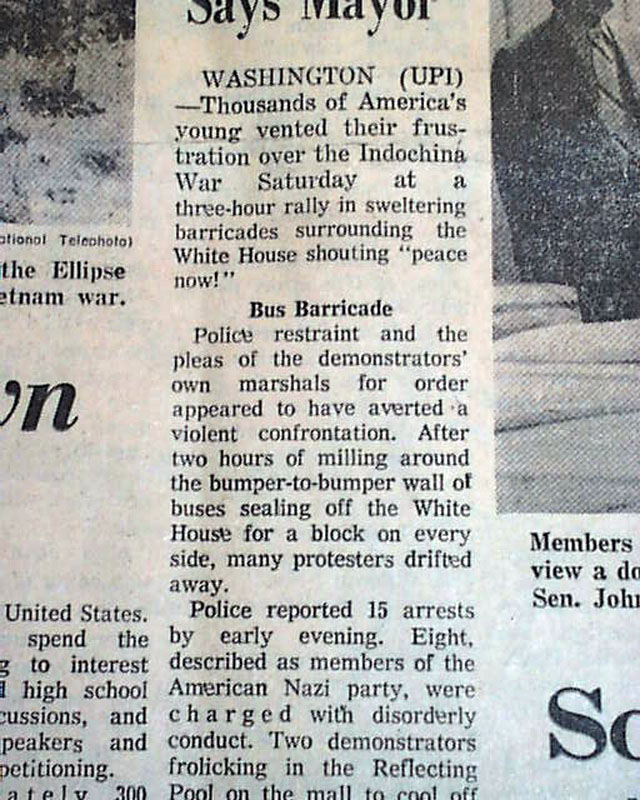 Says Mayor
WASHINGTON (UPI)
—Thousands of America's
young vented their frus-
tration over the Indochina
War Saturday at a
three-hour rally in sweltering
barricades surrounding the
White House shouting "peace
now!"
Bus Barricade
Police restraint and the
pleas of the demonstrators'
own marshals for order
appeared to have averted a
violent confrontation. After
two hours of milling around
the bumper-to-bumper wall of
buses sealing off the White
House for a block on every
side, many protesters drifted
away.
Police reported 15 arrests
by early evening. Eight,
described as members of the
American Nazi party, were
charged with disorderly
conduct. Two demonstrators
frolicking in the Reflecting
Pool on the mall to cool off
ational Telephoto)
the Ellipse
etnam war.
wn
United States.
spend the
g to interest
high school
cussions, and
peakers and
petitioning.
ately 300
Members
view a do
Sen. John
So